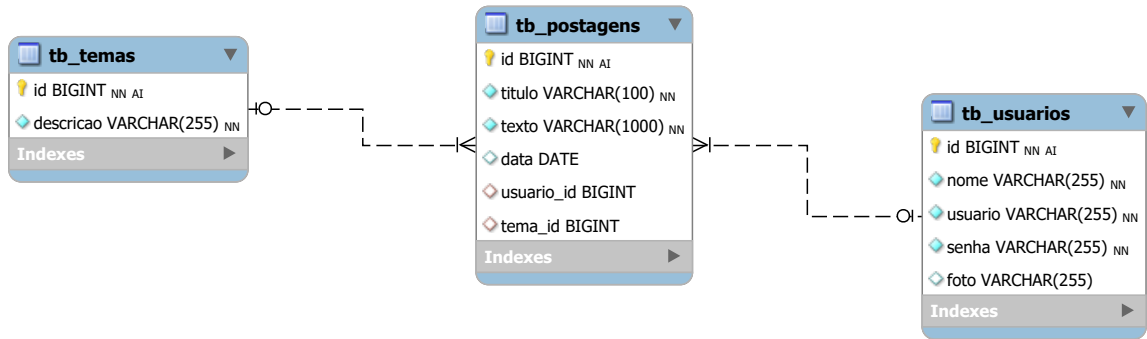 tb_temas
id BIGINT NN AI
descricao VARCHAR(255) NN
Indexes
tb_postagens
id BIGINT NN AI
titulo VARCHAR(100) NN
texto VARCHAR(1000) NN
data DATE
usuario_id BIGINT
tema_id BIGINT
Indexes
tb_usuarios
id BIGINT NN AI
nome VARCHAR(255) NN
usuario VARCHAR(255) NN
senha VARCHAR(255) NN
foto VARCHAR(255)
Indexes